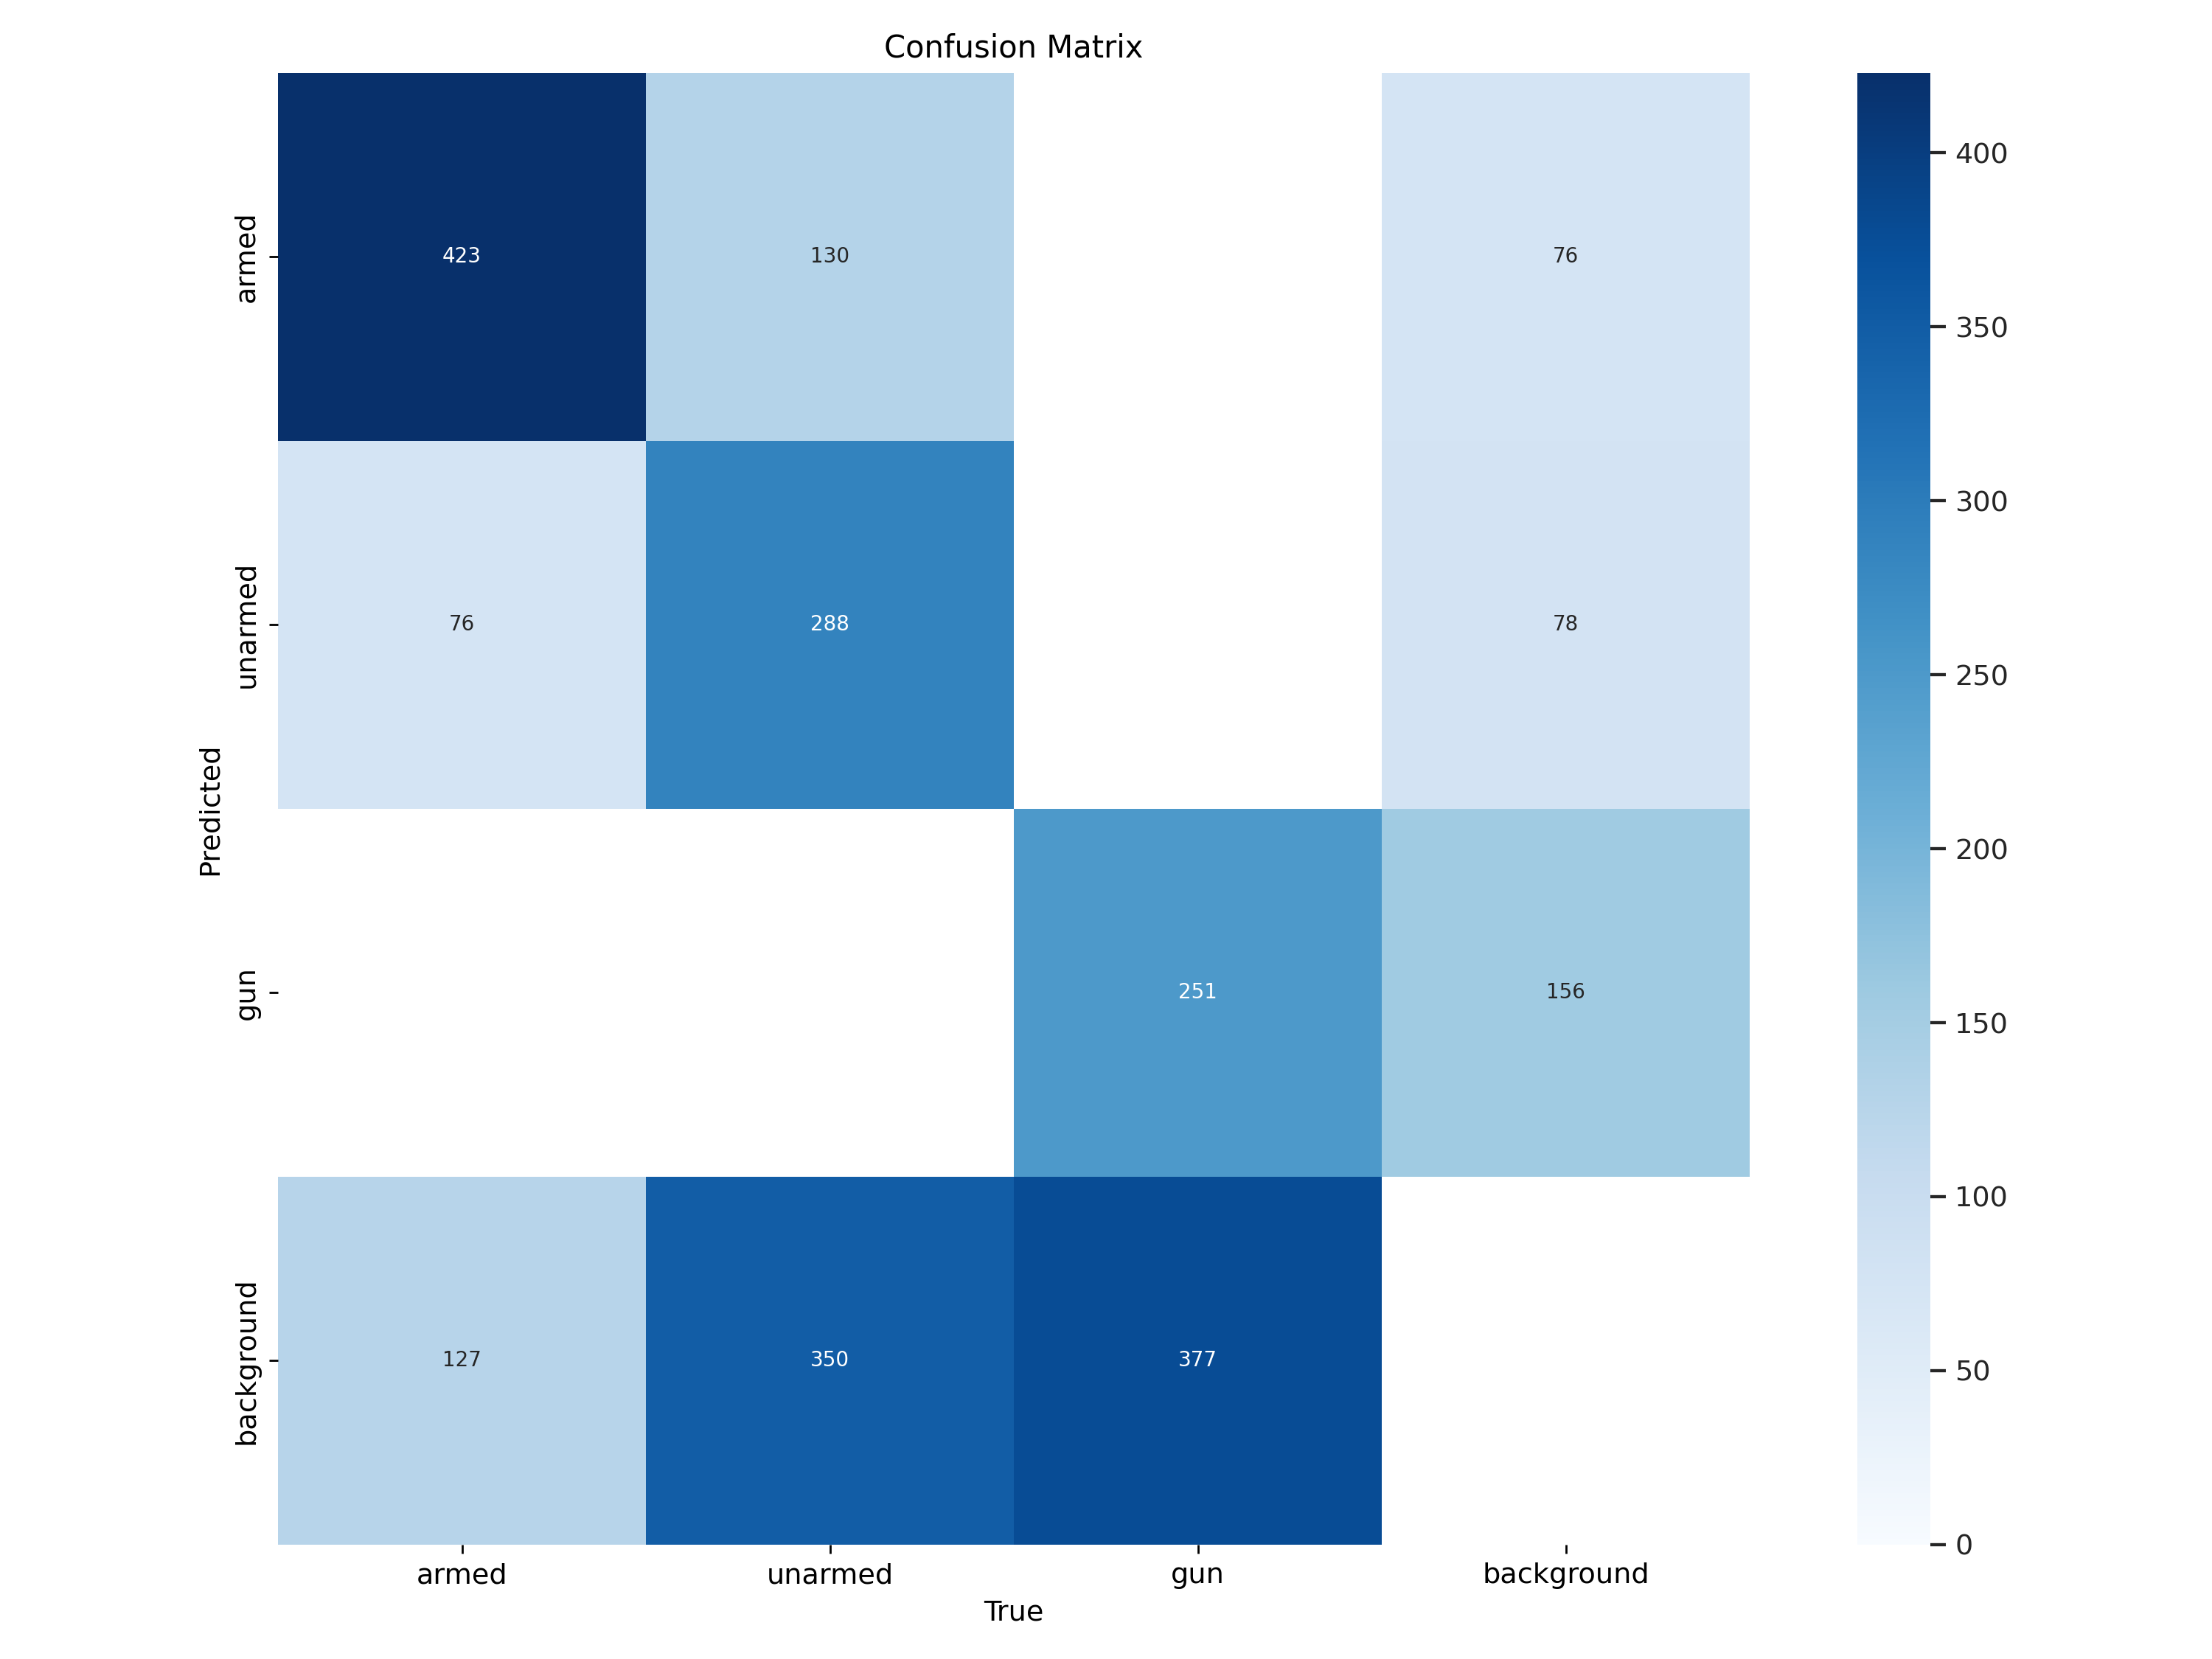 Confusion Matrix
armed
423
130
76
unarmed
76
288
78
gun
251
156
background
127
350
377
Predicted
armed
unarmed
gun
background
True
400
350
300
250
200
150
100
50
0